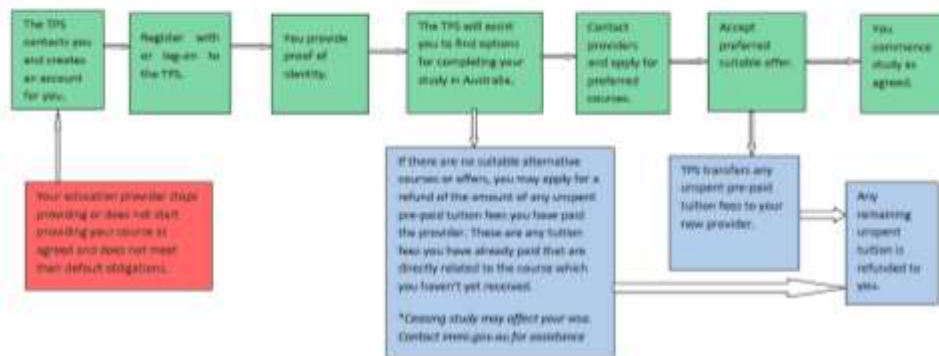 The TPS
contacts you
and creates
an account
for you.
Register with
or log-on to
the TPS.
You provide
proof of
identity.
The TPS will assist
you to find options
for completing your
study in Australia.
Contact
providers
and apply for
preferred
courses.
Accept
preferred
suitable offer.
You
commence
study as
agreed.
Your education provider stops
providing or does not start
providing your course as
agreed and does not meet
their default obligations.
If there are no suitable alternative
courses or offers, you may apply for a
refund of the amount of any unspent
pre-paid tuition fees you have paid
the provider. These are any tuition
fees you have already paid that are
directly related to the course which
you haven't yet received.
*Ceasing study may affect your visa.
Contact immi.gov.au for assistance
TPS transfers any
unspent pre-paid
tuition fees to your
new provider.
Any
remaining
unspent
tuition is
refunded to
you.